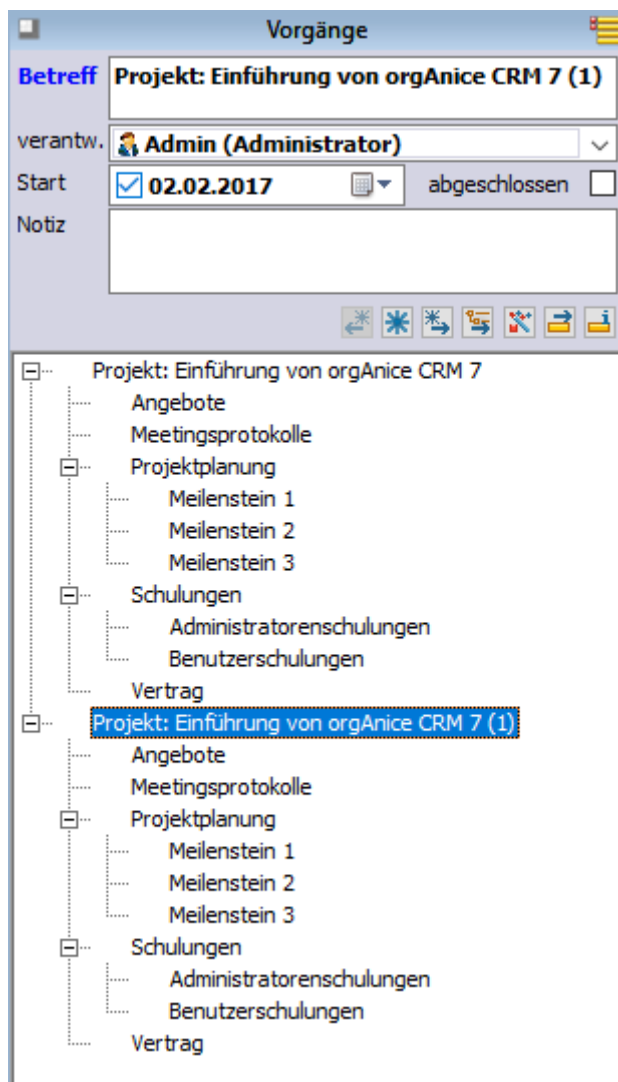 Vorgänge
Betreff Projekt: Einführung von orgAnice CRM 7 (1)
verantw. Admin (Administrator)
Start 02.02.2017 abgeschlossen
Notiz
Projekt: Einführung von orgAnice CRM 7
Angebote
Meetingsprotokolle
Projektplanung
Meilenstein 1
Meilenstein 2
Meilenstein 3
Schulungen
Administratorenschulungen
Benutzerschulungen
Vertrag
Projekt: Einführung von orgAnice CRM 7 (1)
Angebote
Meetingsprotokolle
Projektplanung
Meilenstein 1
Meilenstein 2
Meilenstein 3
Schulungen
Administratorenschulungen
Benutzerschulungen
Vertrag